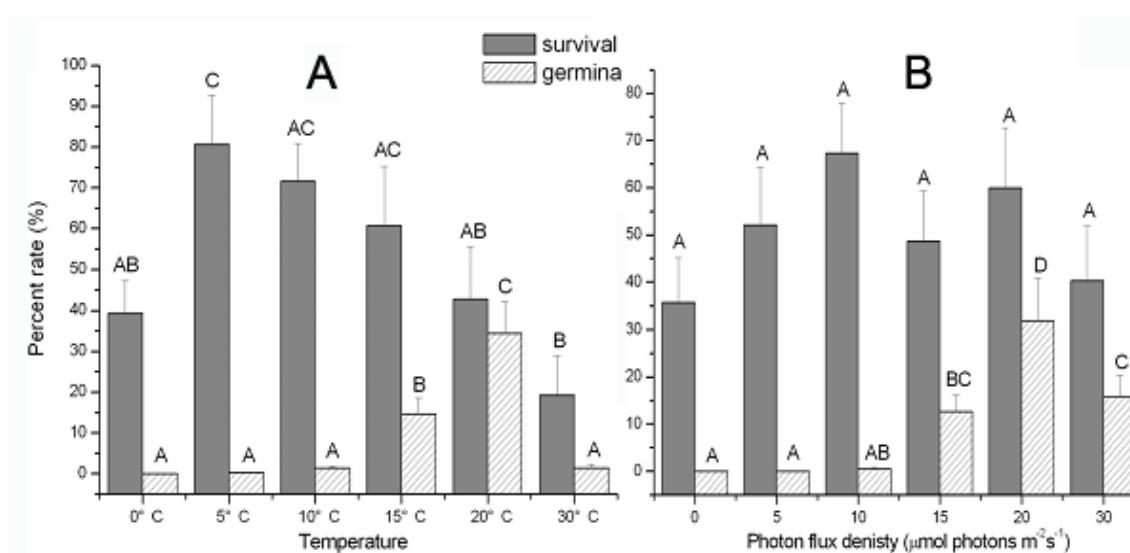 survival
germina
A
B
Percent rate (%)
100
90
80
70
60
50
40
30
20
10
0
AB
A
C
A
AC
A
AC
B
AB
C
B
A
0° C
5° C
10° C
15° C
20° C
30° C
Temperature
80
70
60
50
40
30
20
10
0
A
A
A
A
A
AB
A
BC
A
D
A
C
0
5
10
15
20
30
Photon flux denisty (μmol photons m⁻²s⁻¹)